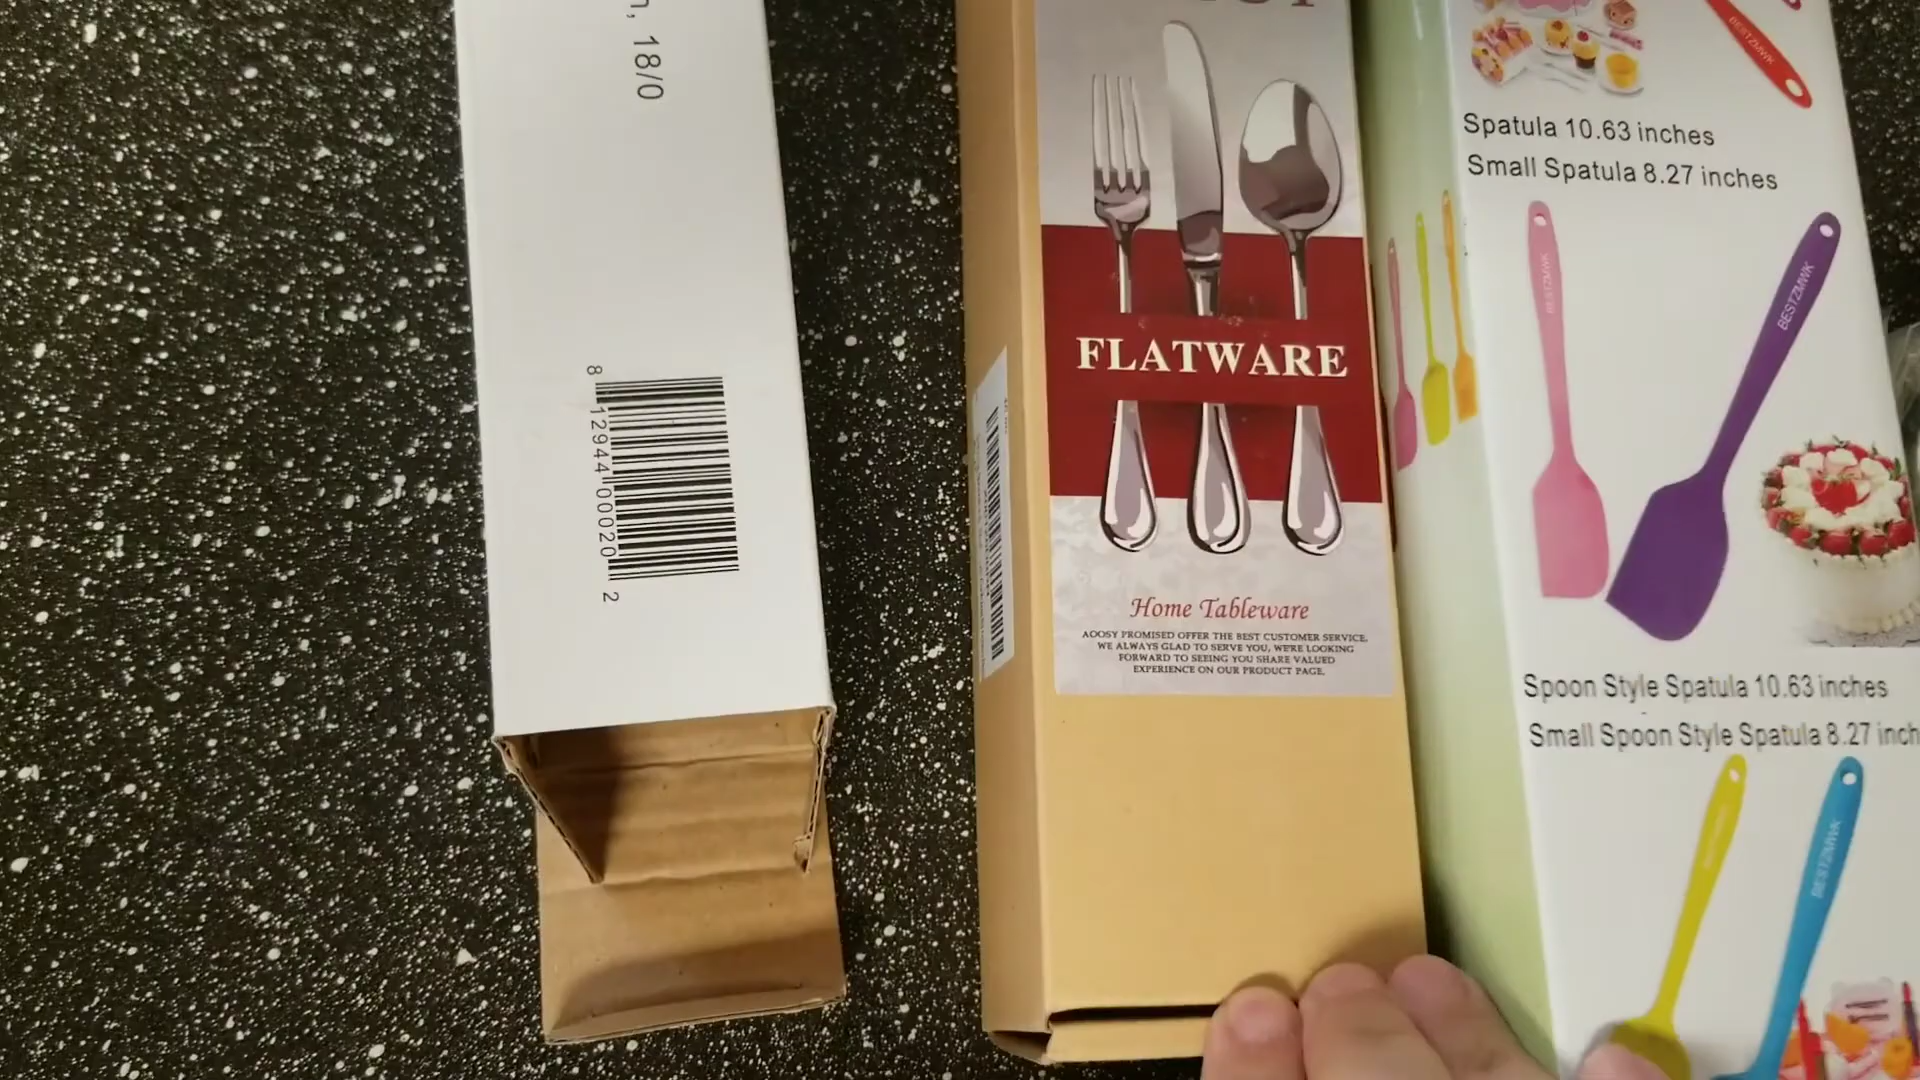 18/0
8 12944 00020 2
FLATWARE
Home Tableware
AOOSY PROMISED OFFER THE BEST CUSTOMER SERVICE,
WE ALWAYS GLAD TO SERVE YOU, WE'RE LOOKING
FORWARD TO SEEING YOU SHARE VALUED
EXPERIENCE ON OUR PRODUCT PAGE.
BESTZMWK
Spatula 10.63 inches
Small Spatula 8.27 inches
BESTZMWK
BESTZMWK
Spoon Style Spatula 10.63 inches
Small Spoon Style Spatula 8.27 inch
BESTZMWK